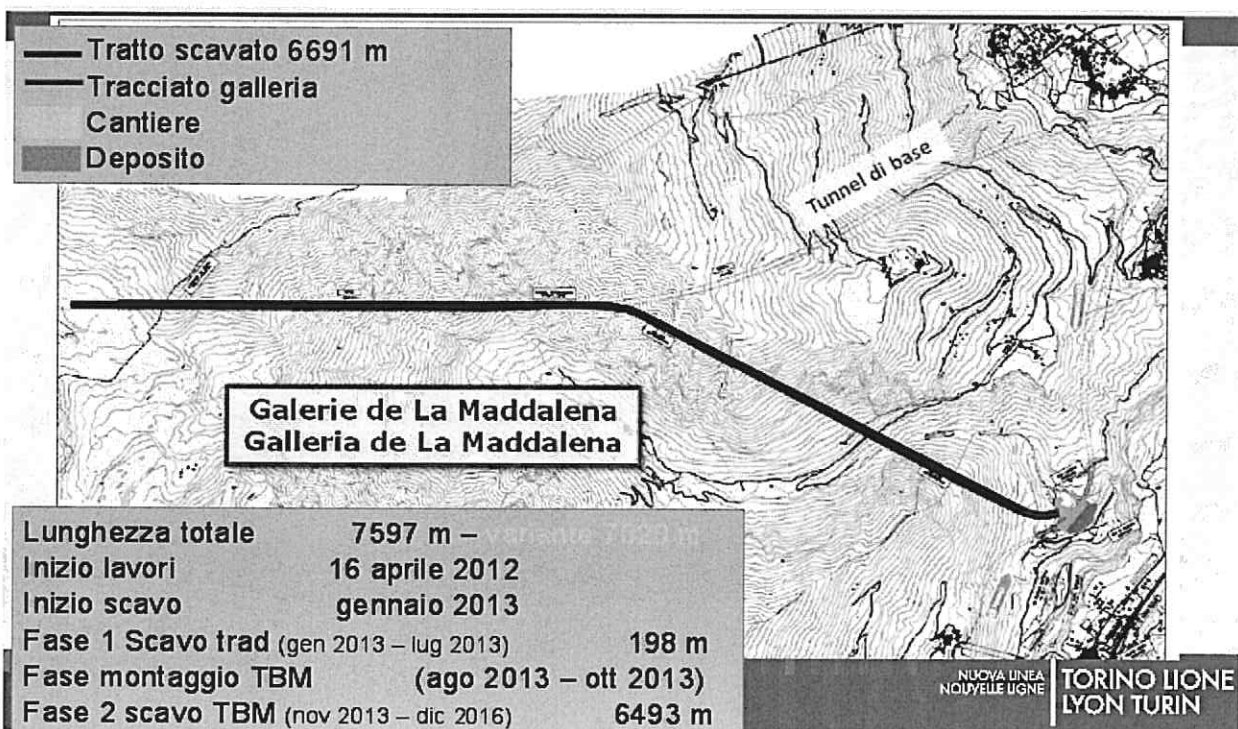 Tratto scavato 6691 m
Tracciato galleria
Cantiere
Deposito
Tunnel di base
Galerie de La Maddalena
Galleria de La Maddalena
Lunghezza totale 7597 m – variante
Inizio lavori 16 aprile 2012
Inizio scavo gennaio 2013
Fase 1 Scavo trad (gen 2013 – lug 2013) 198 m
Fase montaggio TBM (ago 2013 – ott 2013)
Fase 2 scavo TBM (nov 2013 – dic 2016) 6493 m
NUOVA LINEA
NOUVELLE LIGNE
TORINO LIONE
LYON TURIN